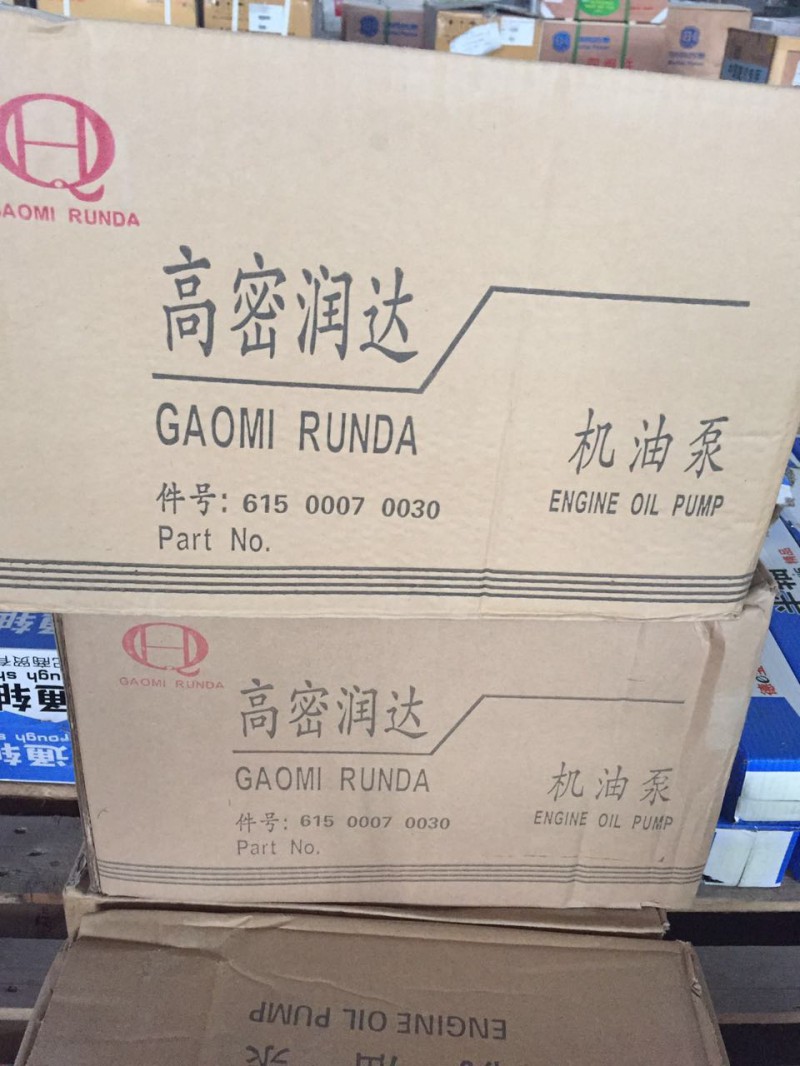 GAOMI RUNDA
高密润达
GAOMI RUNDA
机油泵
件号: 615 0007 0030
ENGINE OIL PUMP
Part No.
GAOMI RUNDA
高密润达
GAOMI RUNDA
机油泵
件号: 615 0007 0030
ENGINE OIL PUMP
Part No.
ENGINE OIL PUMP
通轴